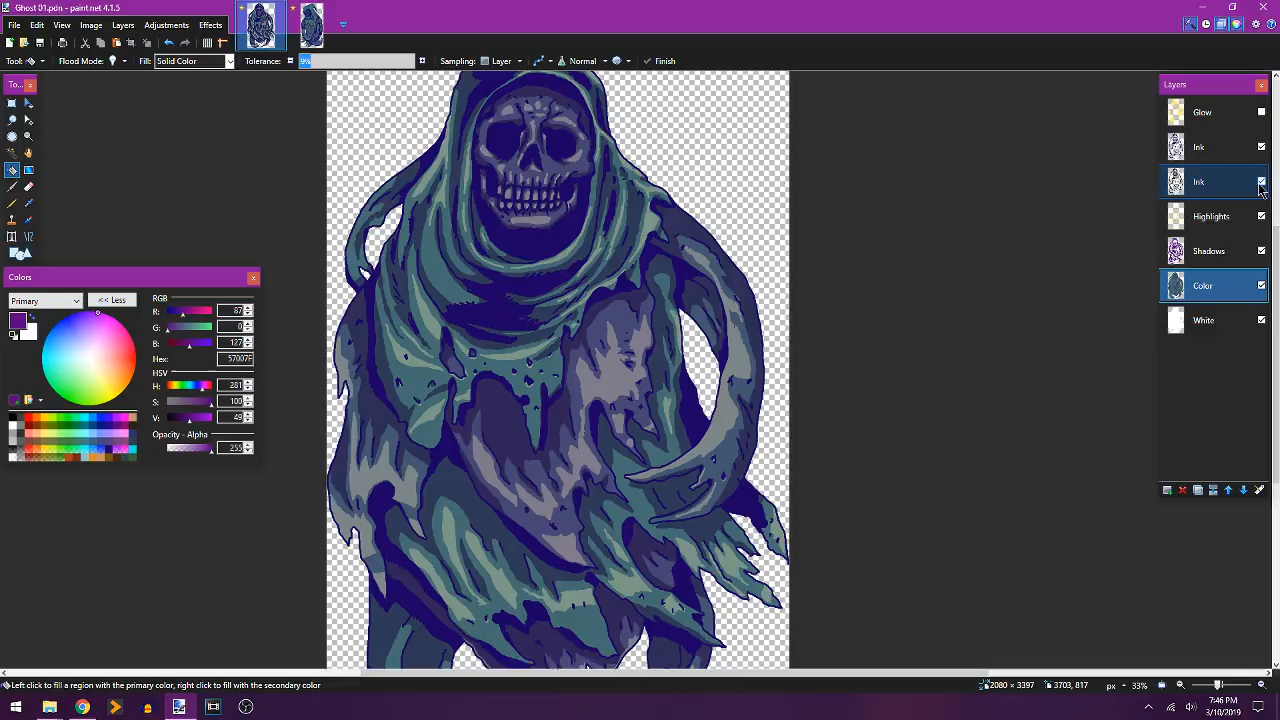 Ghost 01.pdn - paint.net 4.1.5
File Edit View Image Layers Adjustments Effects
Tool: Flood Mode: Fill: Solid Color Tolerance: 9% Sampling: Layer Normal Finish
To...
Layers
Glow
Ink
Ink
Highlights
Shadows
Color
White
Colors
Primary << Less
RGB
R: 87
G: 0
B: 127
Hex: 57007F
HSV
H: 281
S: 100
V: 49
Opacity - Alpha
255
Left click to fill a region with the primary color, right click to fill with the secondary color 2080 x 3397 3703, 817 px 33%
7:46 PM
3/10/2019